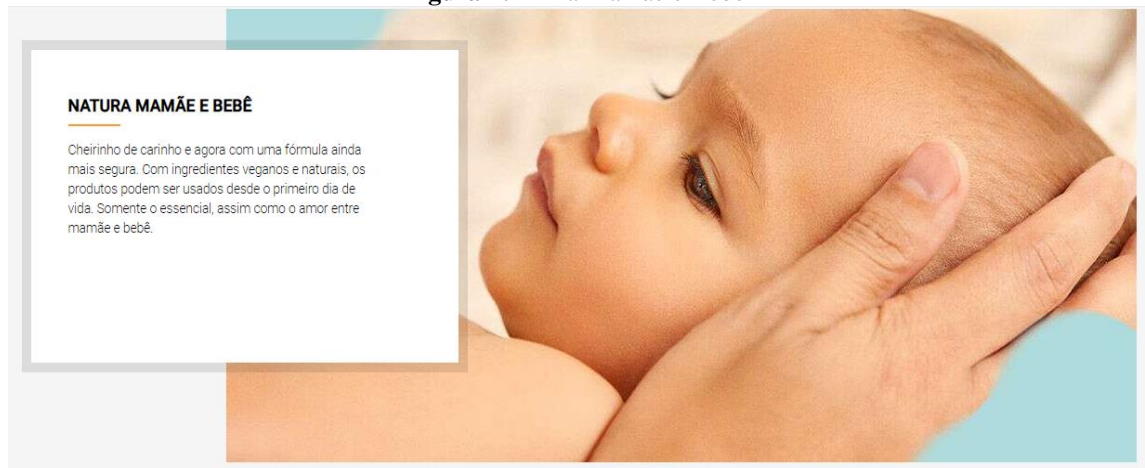 NATURA MAMÃE E BEBÊ
Cheirinho de carinho e agora com uma fórmula ainda
mais segura. Com ingredientes veganos e naturais, os
produtos podem ser usados desde o primeiro dia de
vida. Somente o essencial, assim como o amor entre
mamãe e bebê.